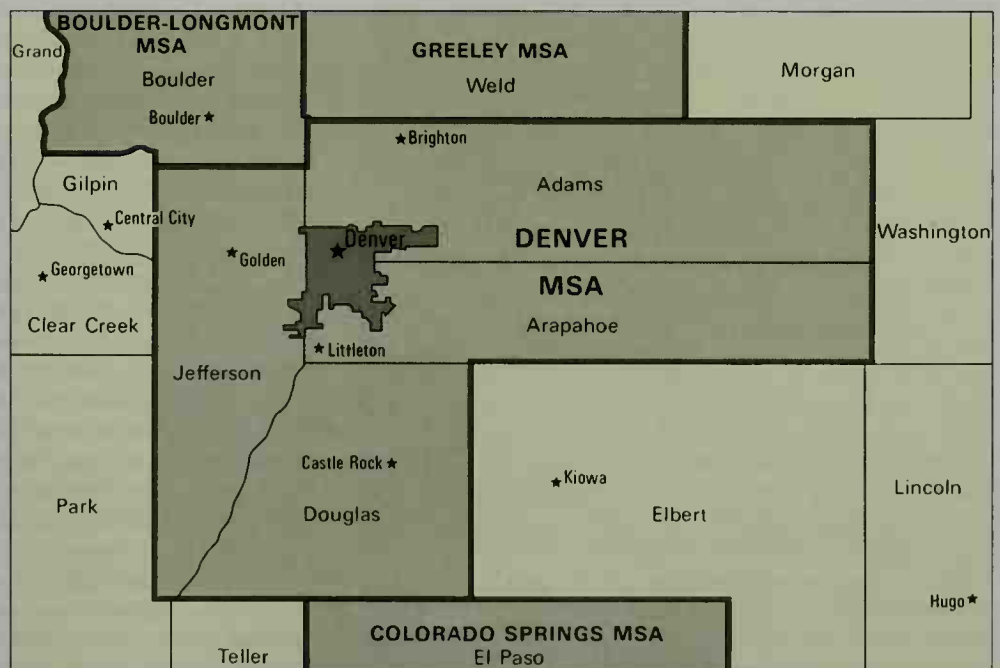 BOULDER-LONGMONT
MSA
Grand
Boulder
Boulder
GREELEY MSA
Weld
Morgan
Brighton
Gilpin
Adams
Central City
Denver
DENVER
Washington
Golden
Georgetown
MSA
Clear Creek
Arapahoe
Littleton
Jefferson
Castle Rock
Kiowa
Park
Douglas
Elbert
Lincoln
Hugo
COLORADO SPRINGS MSA
Teller
El Paso